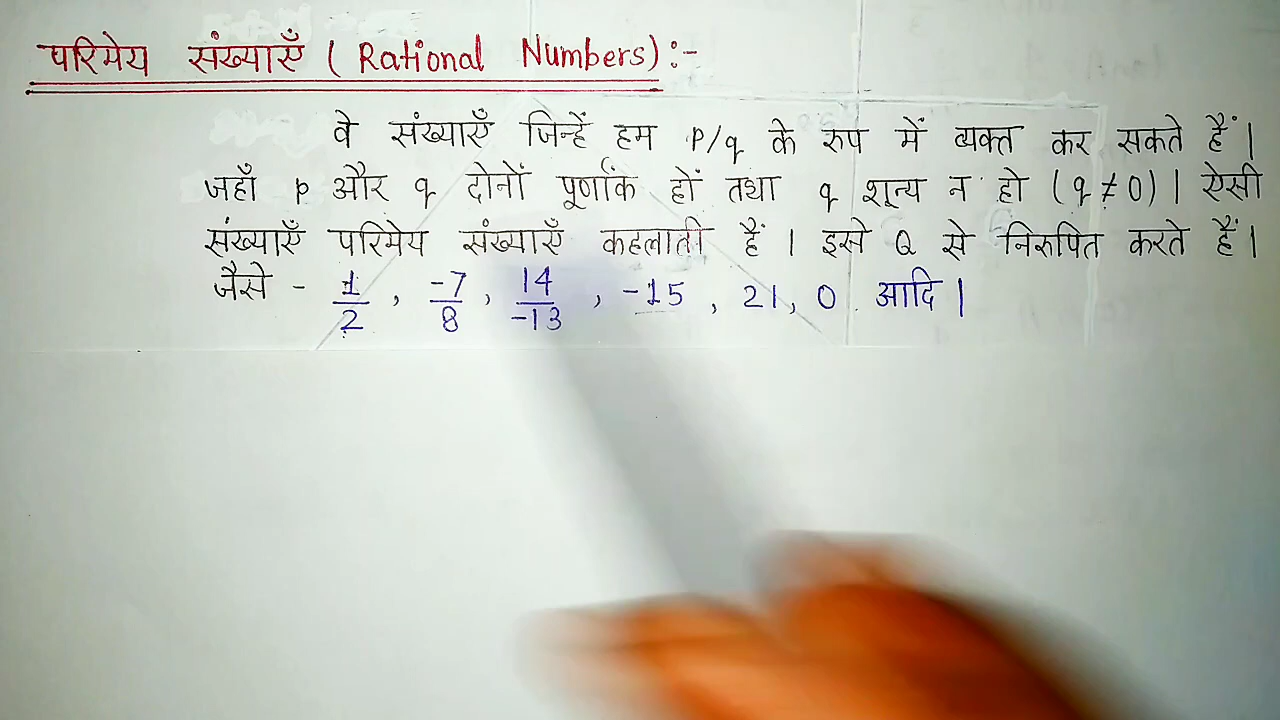 परिमेय संख्याएँ ( Rational Numbers) :-
वे संख्याएँ जिन्हें हम p/q के रुप में व्यक्त कर सकते हैं ।
जहाँ p और q दोनों पूर्णांक हों तथा q शून्य न हो ( q ≠ 0) । ऐसी
संख्याएँ परिमेय संख्याएँ कहलाती हैं । इसे Q से निरुपित करते हैं ।
जैसे - 1/2 , -7/8 , 14/-13 , -15 , 21 , 0 आदि ।